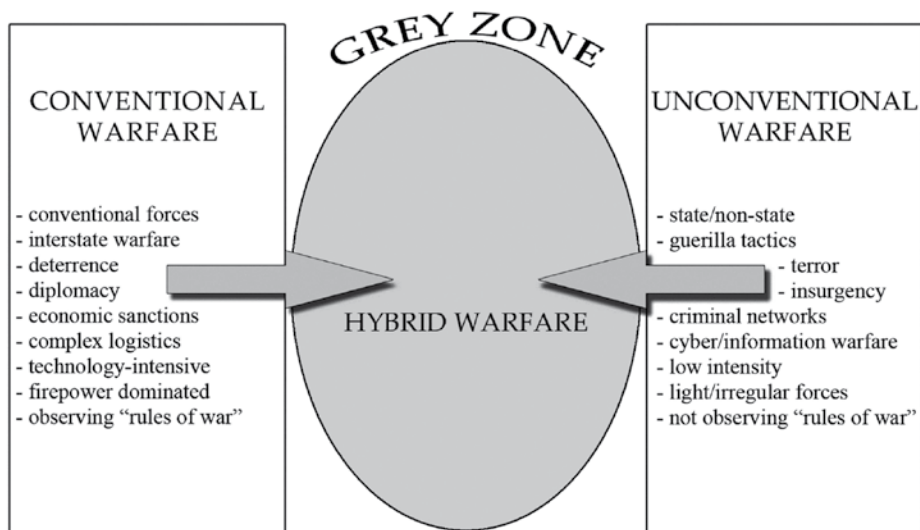 GREY ZONE
CONVENTIONAL
WARFARE
- conventional forces
- interstate warfare
- deterrence
- diplomacy
- economic sanctions
- complex logistics
- technology-intensive
- firepower dominated
- observing “rules of war”
HYBRID WARFARE
UNCONVENTIONAL
WARFARE
- state/non-state
- guerilla tactics
- terror
- insurgency
- criminal networks
- cyber/information warfare
- low intensity
- light/irregular forces
- not observing “rules of war”